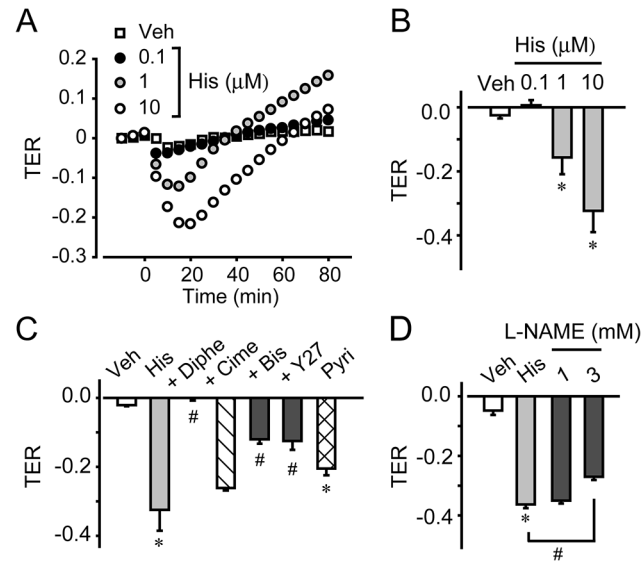 A
Veh
0.1
1
10
His (μM)
0.2
0.1
0
-0.1
-0.2
-0.3
TER
0 20 40 60 80
Time (min)
B
His (μM)
Veh 0.1 1 10
0.0
-0.2
-0.4
TER
*
*
C
Veh His + Diphe + Cime + Bis + Y27 Pyri
0.0
-0.2
-0.4
TER
*
#
#
#
*
D
L-NAME (mM)
Veh His 1 3
0.0
-0.2
-0.4
TER
*
#